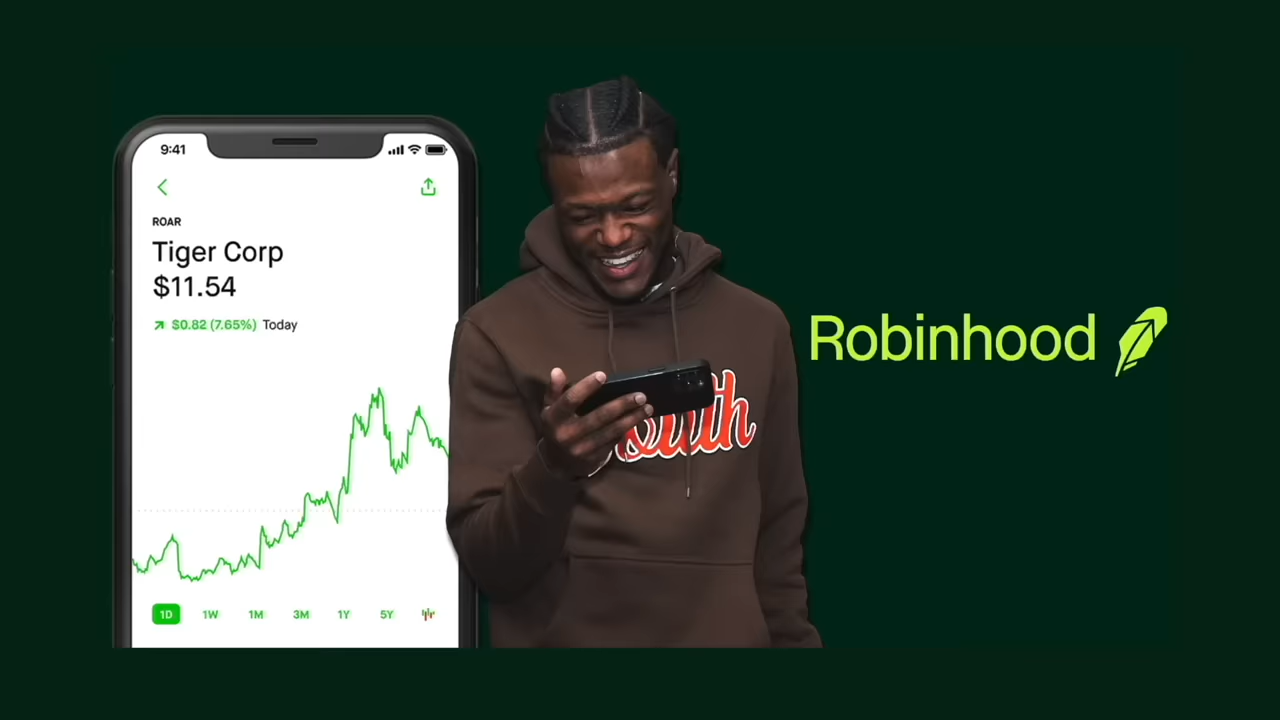 9:41
ROAR
Tiger Corp
$11.54
$0.82 (7.65%) Today
1D 1W 1M 3M 1Y 5Y
Robinhood